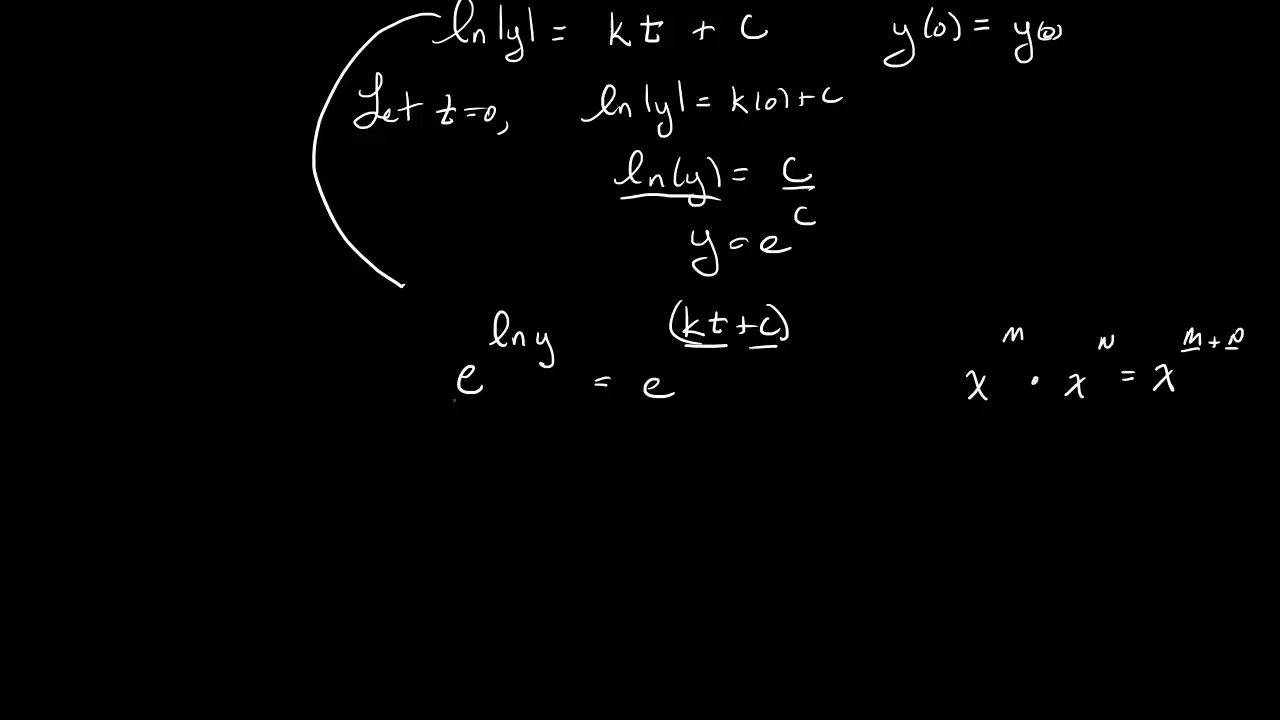 ln|y| = kt + c y(0) = y(0)
Let t=0, ln|y| = k(0)+c
ln(y) = c
y = e^c
e^ln y = e^(kt+c) x^m · x^n = x^m+n